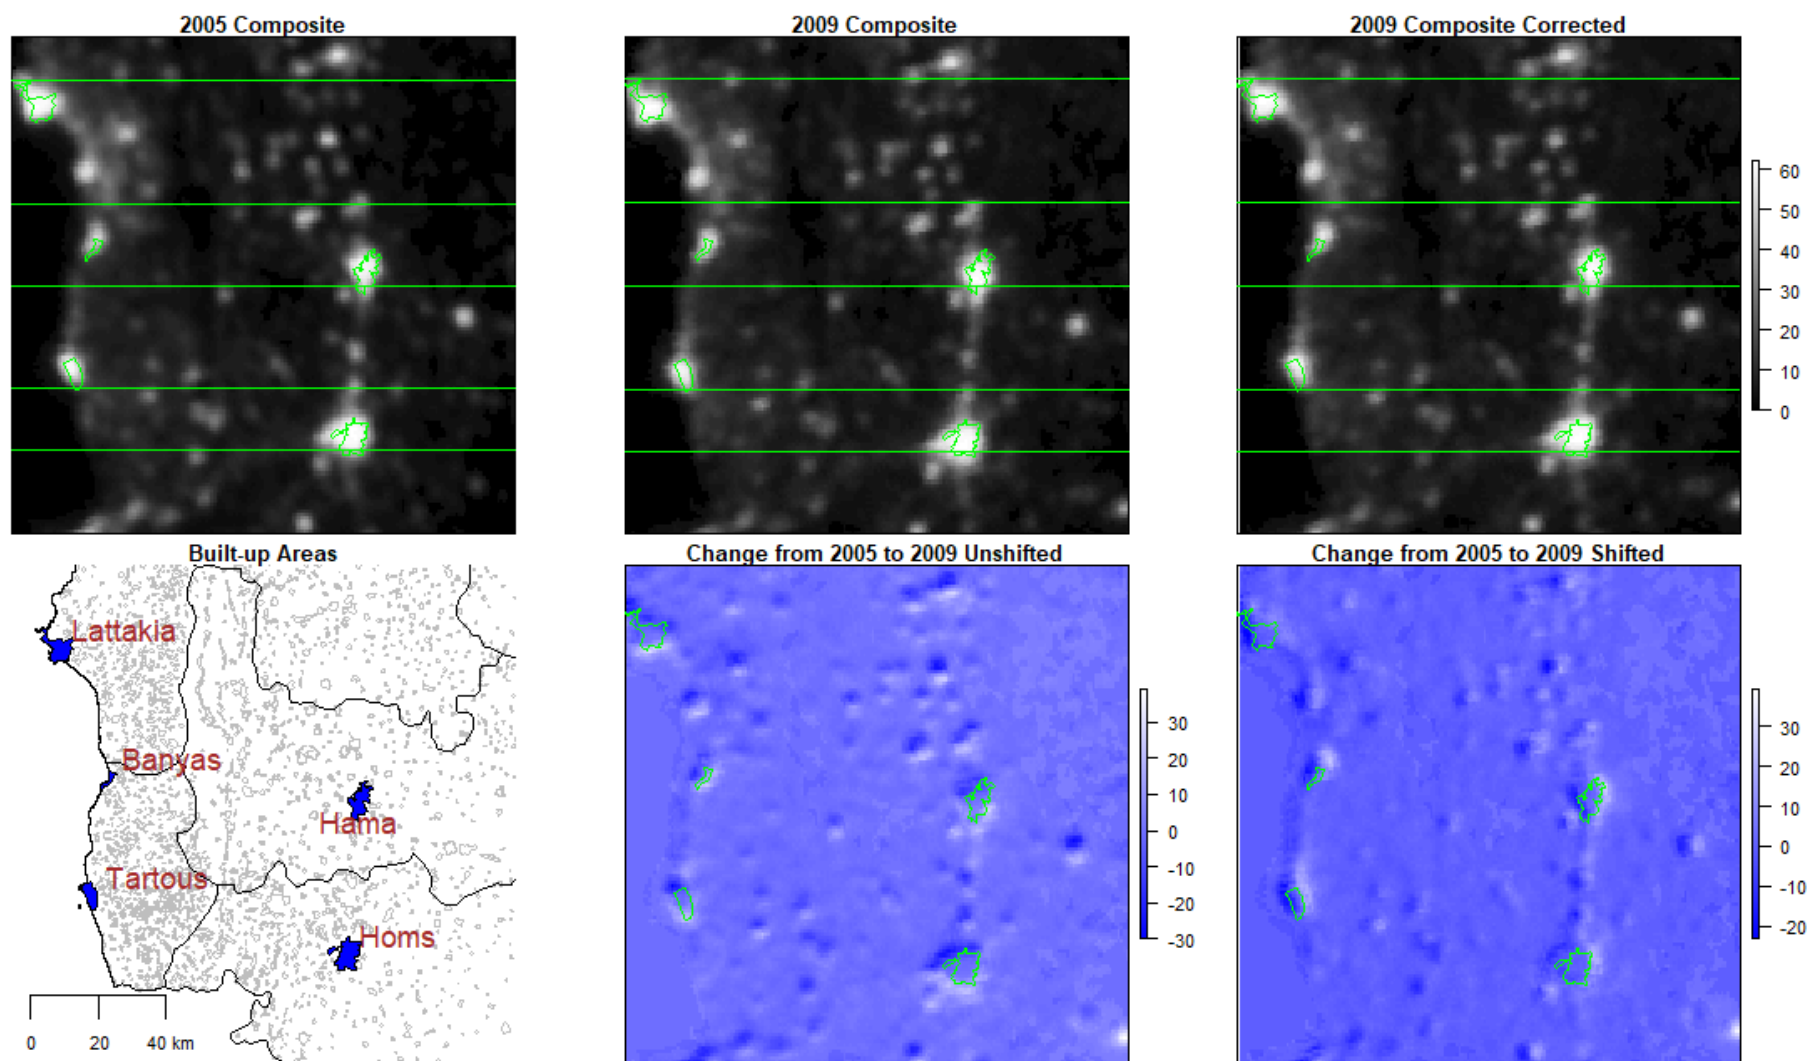 2005 Composite
2009 Composite
2009 Composite Corrected
60
50
40
30
20
10
0
Built-up Areas
Lattakia
Banyas
Hama
Tartous
Homs
0 20 40 km
Change from 2005 to 2009 Unshifted
30
20
10
0
-10
-20
-30
Change from 2005 to 2009 Shifted
30
20
10
0
-10
-20